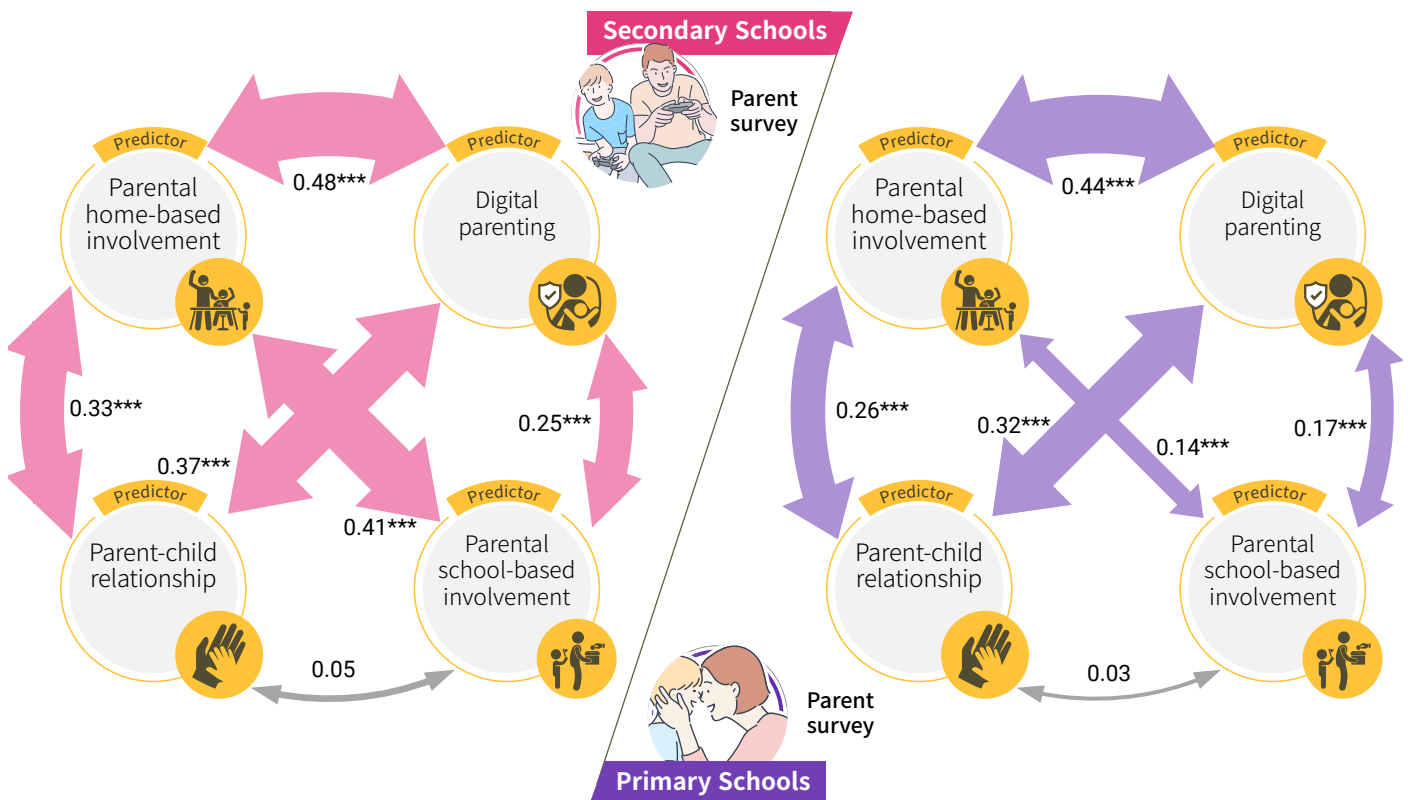 Secondary Schools
Parent
survey
Predictor
Parental
home-based
involvement
0.48***
Predictor
Digital
parenting
0.33***
0.37***
0.41***
0.25***
Predictor
Parent-child
relationship
0.05
Predictor
Parental
school-based
involvement
Predictor
Parental
home-based
involvement
0.44***
Predictor
Digital
parenting
0.26***
0.32***
0.14***
0.17***
Predictor
Parent-child
relationship
0.03
Predictor
Parental
school-based
involvement
Parent
survey
Primary Schools